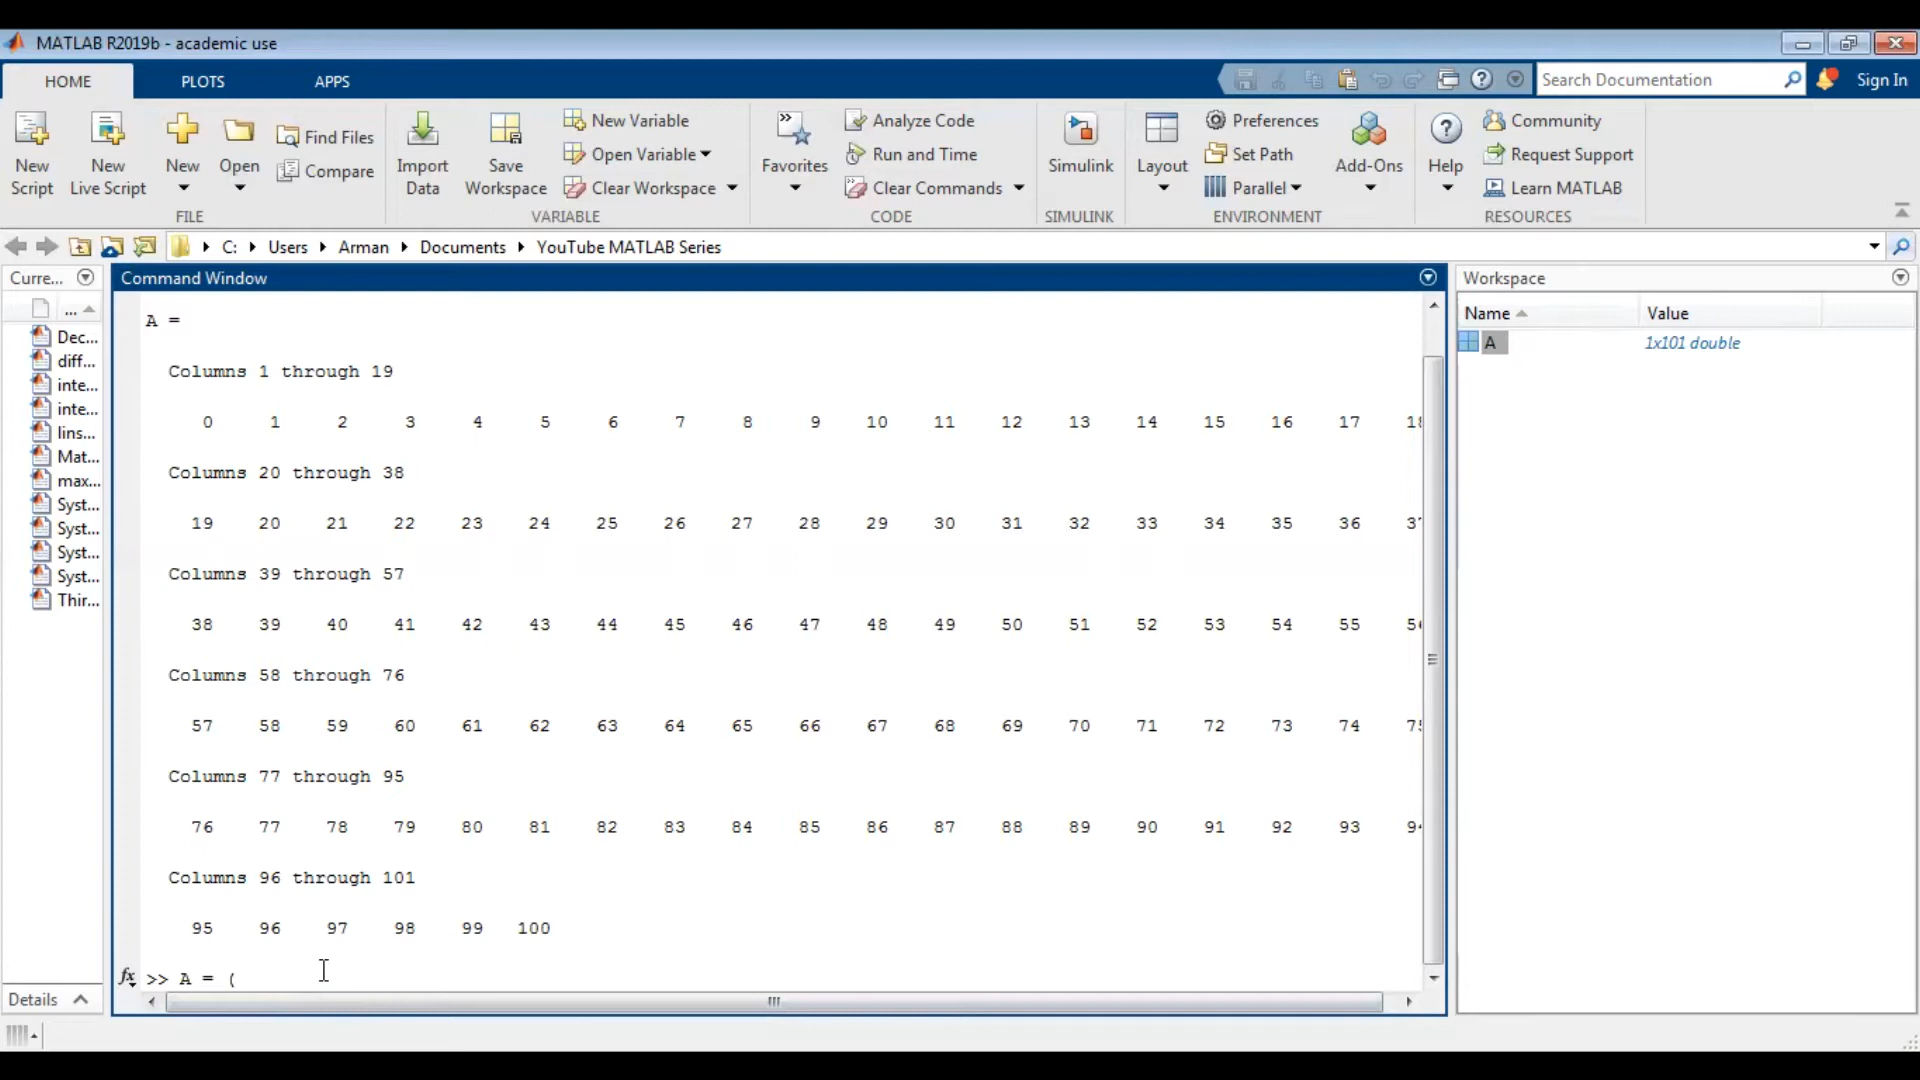 MATLAB R2019b - academic use
HOME PLOTS APPS
Search Documentation Sign In
New Script
New Live Script
New
Open
Find Files
Compare
FILE
Import Data
Save Workspace
New Variable
Open Variable
Clear Workspace
VARIABLE
Favorites
Analyze Code
Run and Time
Clear Commands
CODE
Simulink
SIMULINK
Layout
Preferences
Set Path
Parallel
Add-Ons
ENVIRONMENT
Help
Community
Request Support
Learn MATLAB
RESOURCES
C: Users Arman Documents YouTube MATLAB Series
Curre...
...
Dec...
diff...
inte...
inte...
lins...
Mat...
max...
Syst...
Syst...
Syst...
Syst...
Thir...
Details
Command Window
A =
Columns 1 through 19
0 1 2 3 4 5 6 7 8 9 10 11 12 13 14 15 16 17
Columns 20 through 38
19 20 21 22 23 24 25 26 27 28 29 30 31 32 33 34 35 36
Columns 39 through 57
38 39 40 41 42 43 44 45 46 47 48 49 50 51 52 53 54 55
Columns 58 through 76
57 58 59 60 61 62 63 64 65 66 67 68 69 70 71 72 73 74
Columns 77 through 95
76 77 78 79 80 81 82 83 84 85 86 87 88 89 90 91 92 93
Columns 96 through 101
95 96 97 98 99 100
fx >> A = (
Workspace
Name Value
A 1x101 double